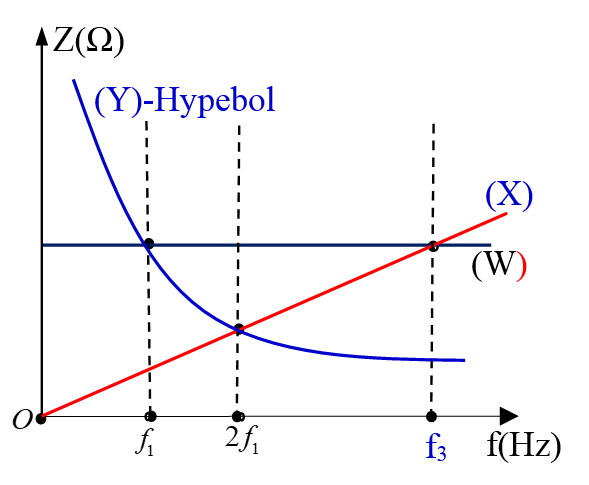 Z(Ω)
(Y)-Hypebol
(X)
(W)
O
f₁
2f₁
f₃
f(Hz)